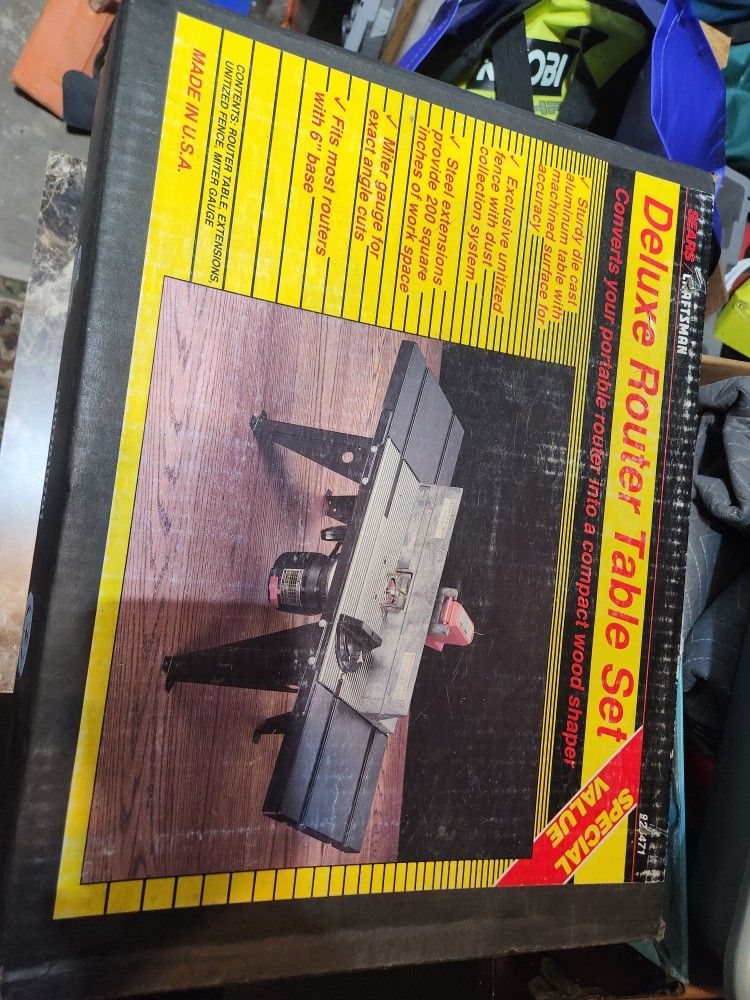 SEARS CRAFTSMAN
Deluxe Router Table Set
Converts your portable router into a compact wood shaper
SPECIAL
VALUE
✓ Sturdy die cast
aluminum table with
machined surface for
accuracy
✓ Exclusive unitized
fence with dust
collection system
✓ Steel extensions
provide 200 square
inches of work space
✓ Miter gauge for
exact angle cuts
✓ Fits most routers
with 6" base
CONTENTS: ROUTER TABLE, EXTENSIONS,
UNITIZED FENCE, MITER GAUGE
MADE IN U.S.A.